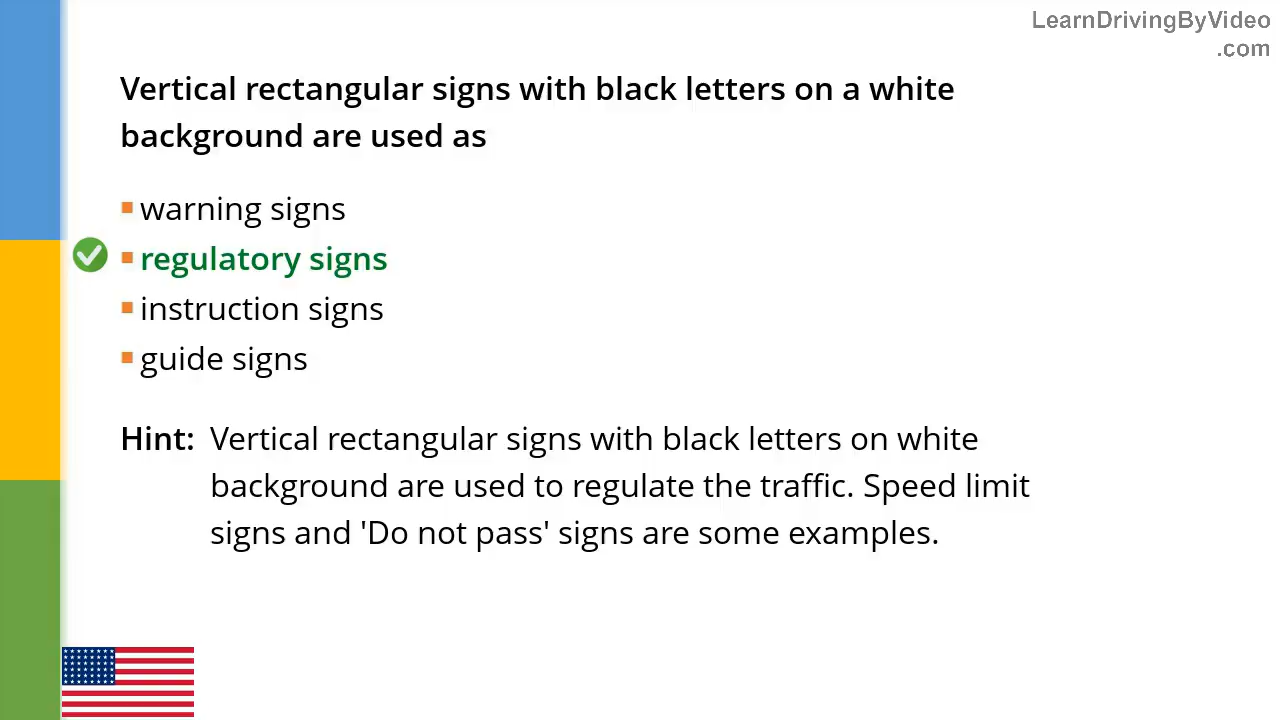 LearnDrivingByVideo
.com
Vertical rectangular signs with black letters on a white
background are used as
warning signs
regulatory signs
instruction signs
guide signs
Hint: Vertical rectangular signs with black letters on white
background are used to regulate the traffic. Speed limit
signs and 'Do not pass' signs are some examples.